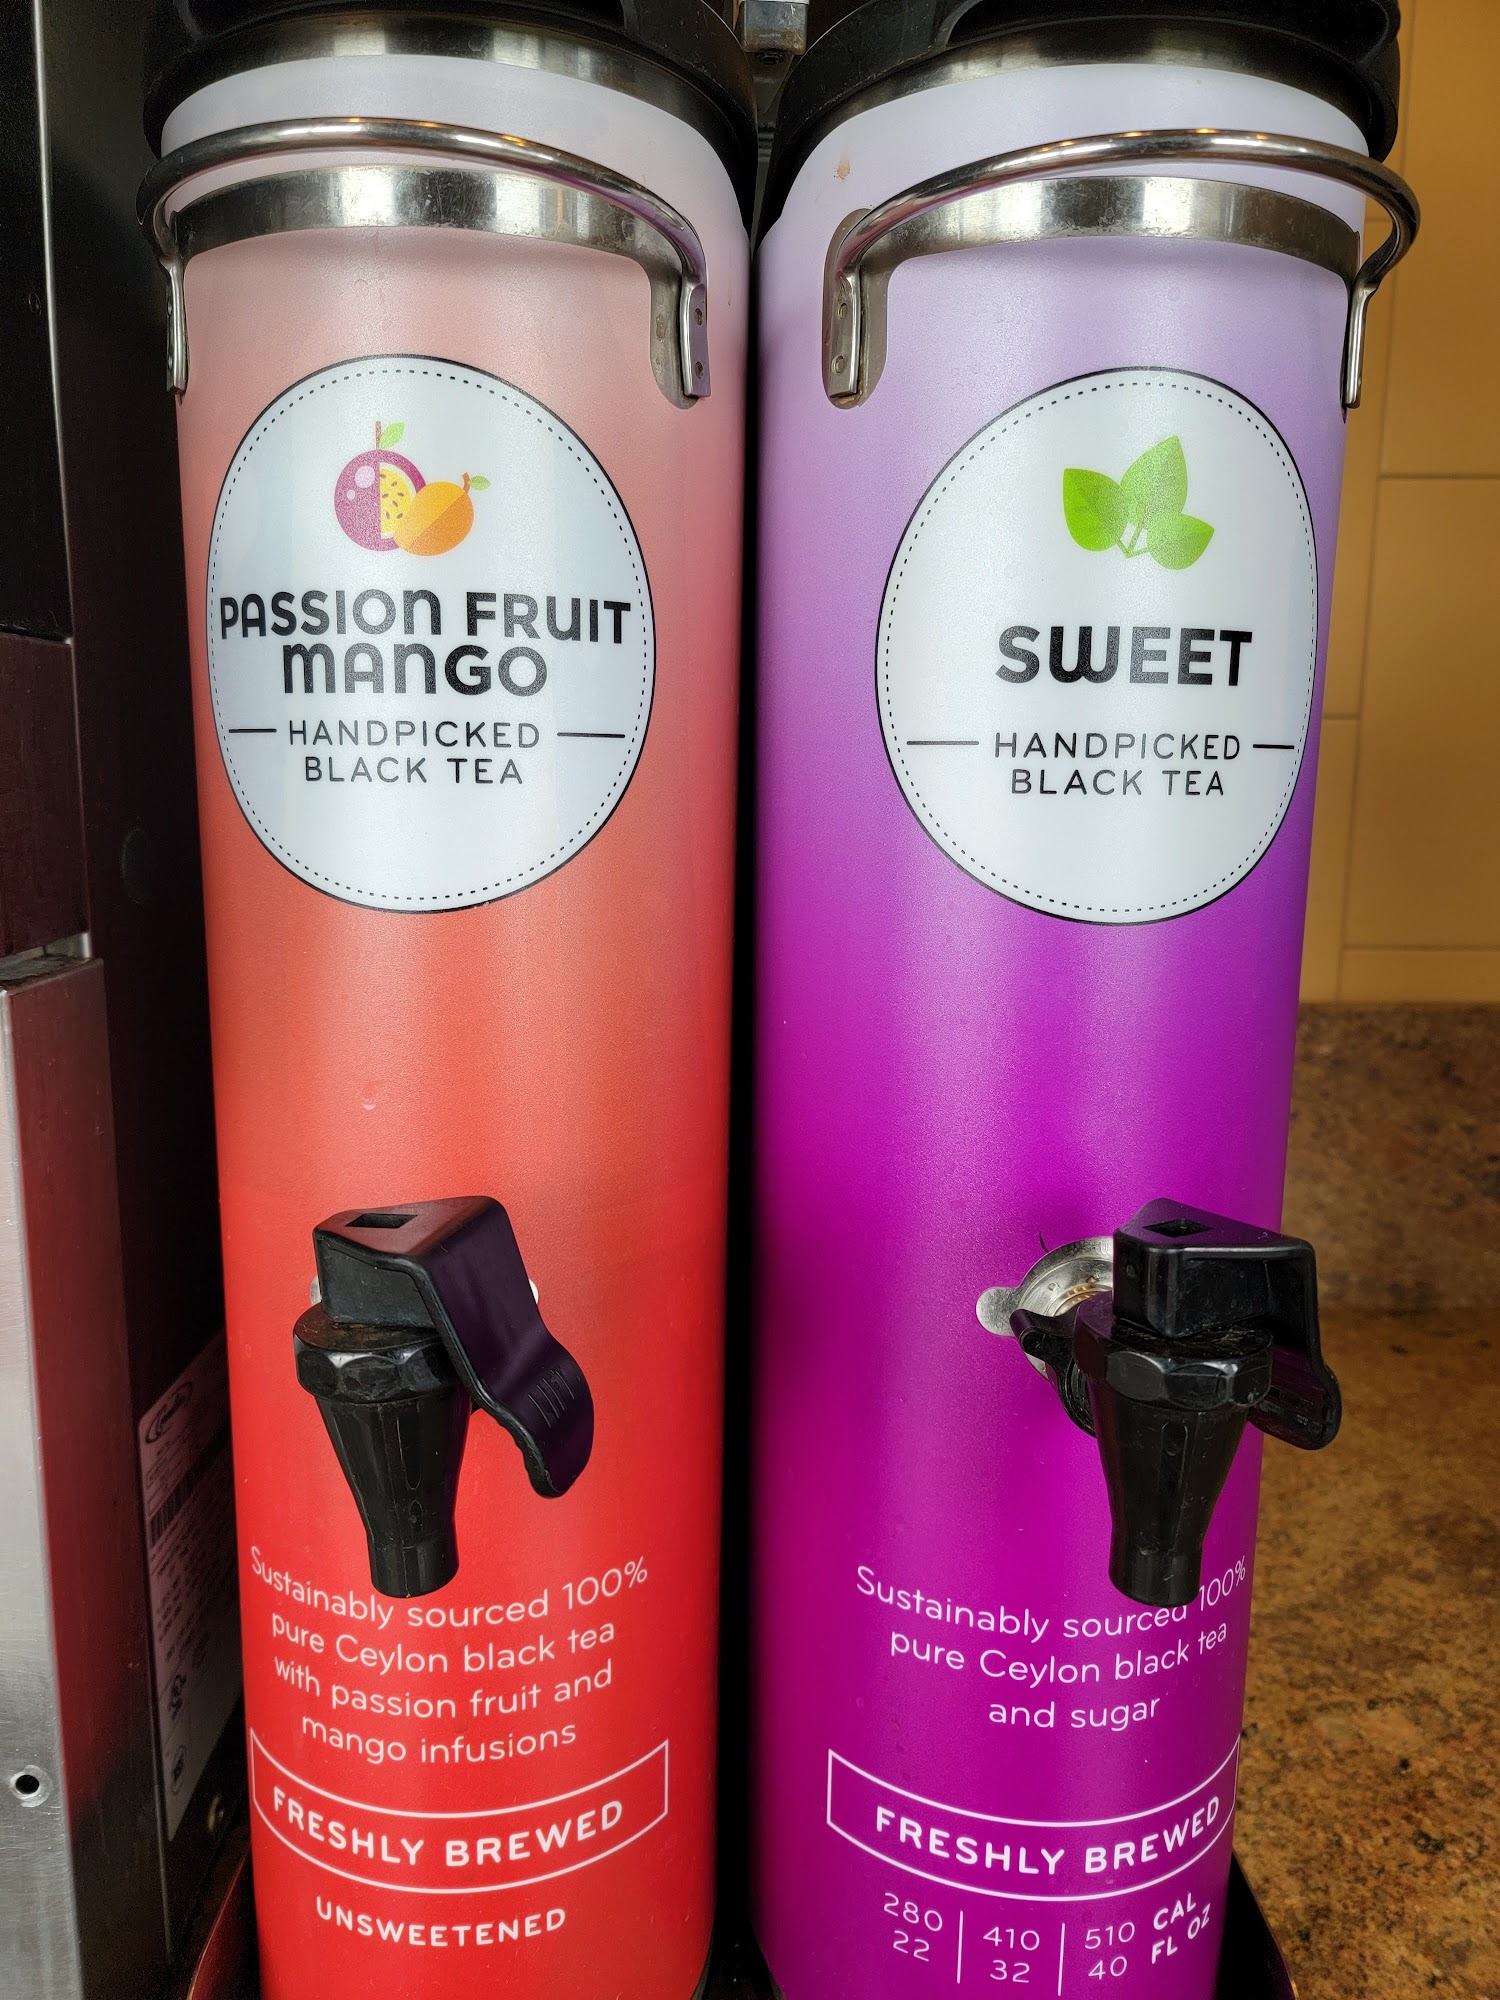 PASSION FRUIT
MANGO
HANDPICKED
BLACK TEA
Sustainably sourced 100%
pure Ceylon black tea
with passion fruit and
mango infusions
FRESHLY BREWED
UNSWEETENED
SWEET
HANDPICKED
BLACK TEA
Sustainably sourced 100%
pure Ceylon black tea
and sugar
FRESHLY BREWED
280 | 410 | 510 CAL
22 | 32 | 40 FL OZ